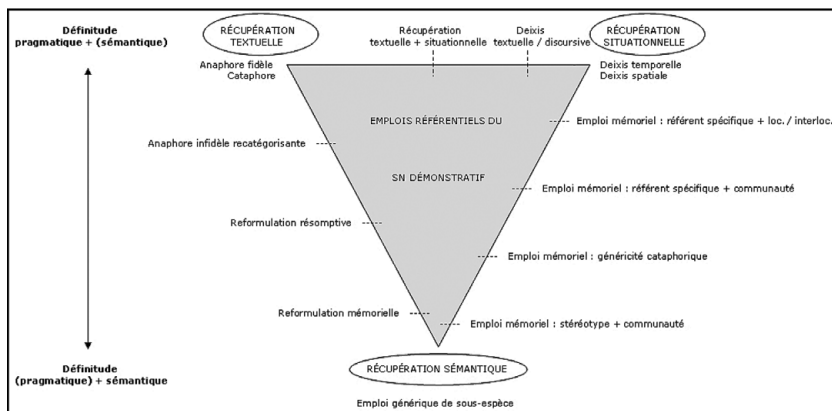 Définitude
pragmatique + (sémantique)
RÉCUPÉRATION
TEXTUELLE
Récupération
textuelle + situationnelle
Deixis
textuelle / discursive
RÉCUPÉRATION
SITUATIONNELLE
Anaphore fidèle
Cataphore
Deixis temporelle
Deixis spatiale
EMPLOIS RÉFÉRENTIELS DU
Emploi mémoriel : référent spécifique + loc. / interloc.
Anaphore infidèle recatégorisante
SN DÉMONSTRATIF
Emploi mémoriel : référent spécifique + communauté
Reformulation résomptive
Emploi mémoriel : généricité cataphorique
Reformulation mémorielle
Emploi mémoriel : stéréotype + communauté
Définitude
(pragmatique) + sémantique
RÉCUPÉRATION SÉMANTIQUE
Emploi générique de sous-espèce